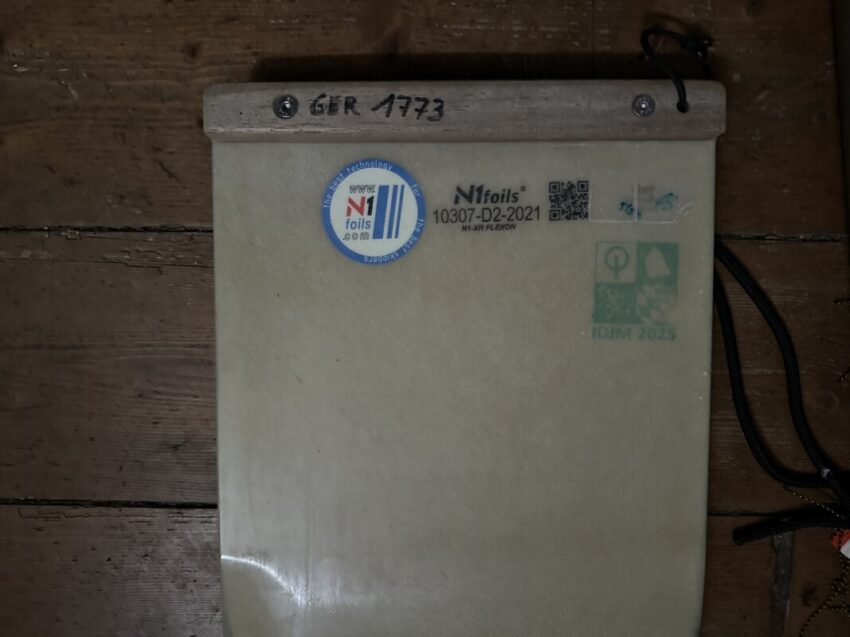 GER 1773
the best technology for the best skippers
www.
N1
foils
.com
N1foils®
10307-D2-2021
N1-XR FLEXON
IDJM 2025